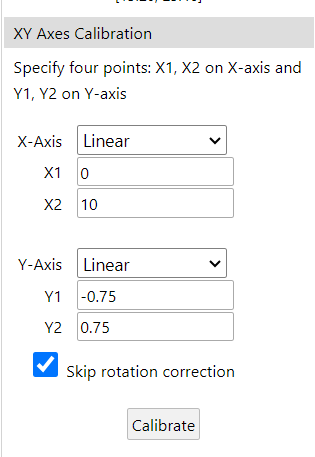 XY Axes Calibration
Specify four points: X1, X2 on X-axis and
Y1, Y2 on Y-axis
X-Axis Linear
X1 0
X2 10
Y-Axis Linear
Y1 -0.75
Y2 0.75
Skip rotation correction
Calibrate